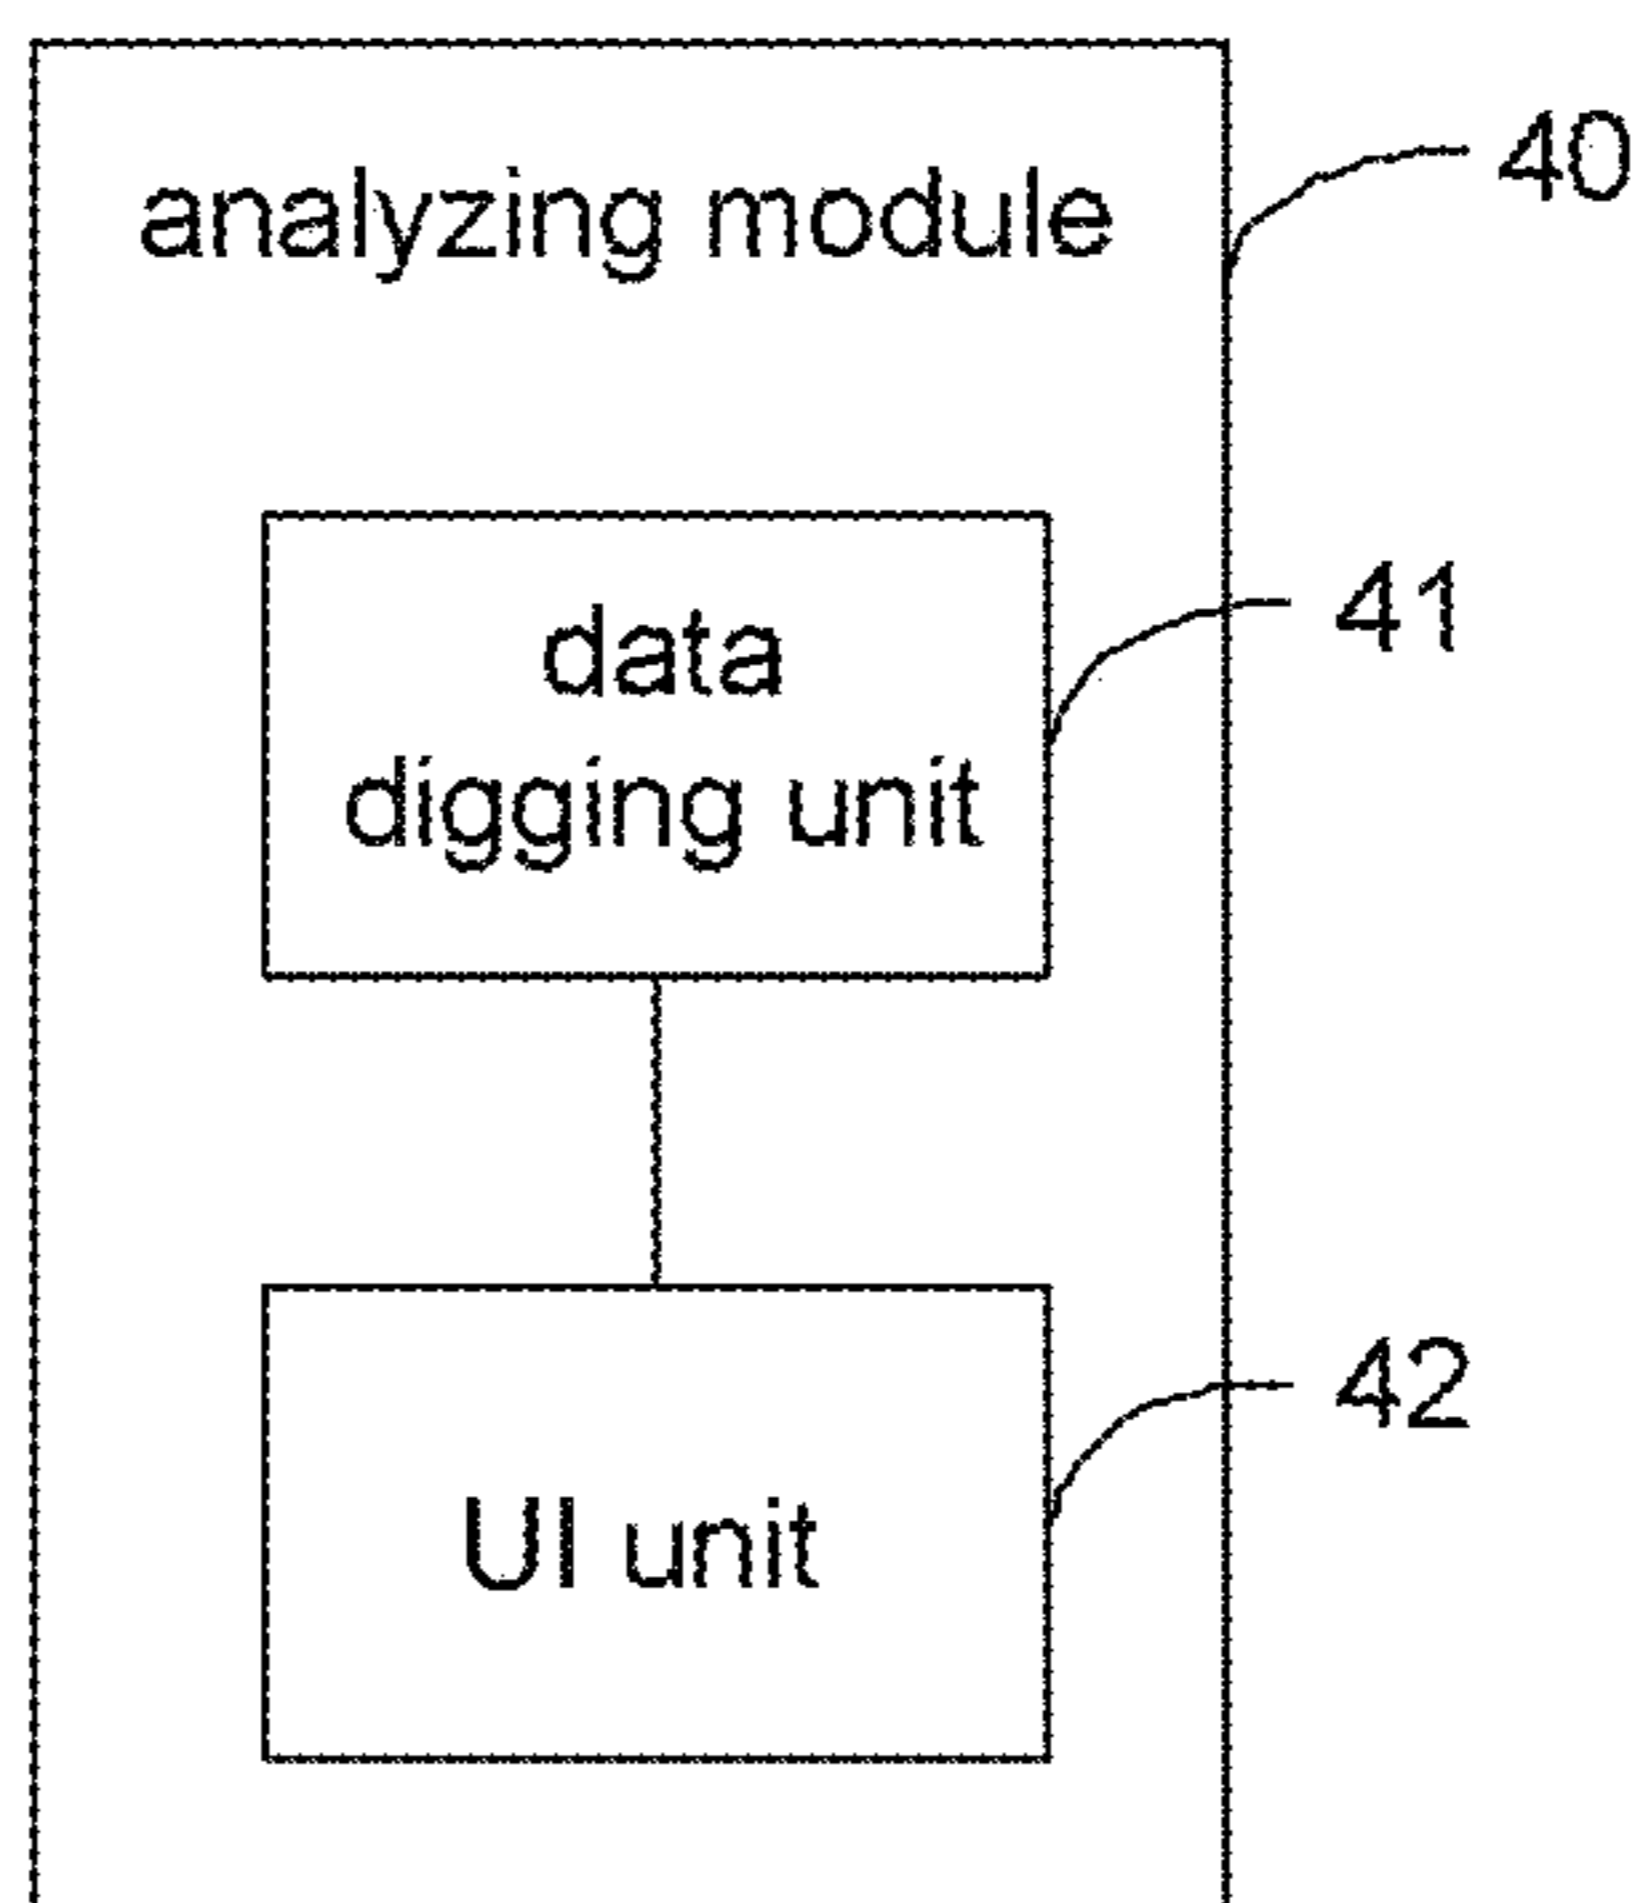 analyzing module
40
data
digging unit
41
UI unit
42